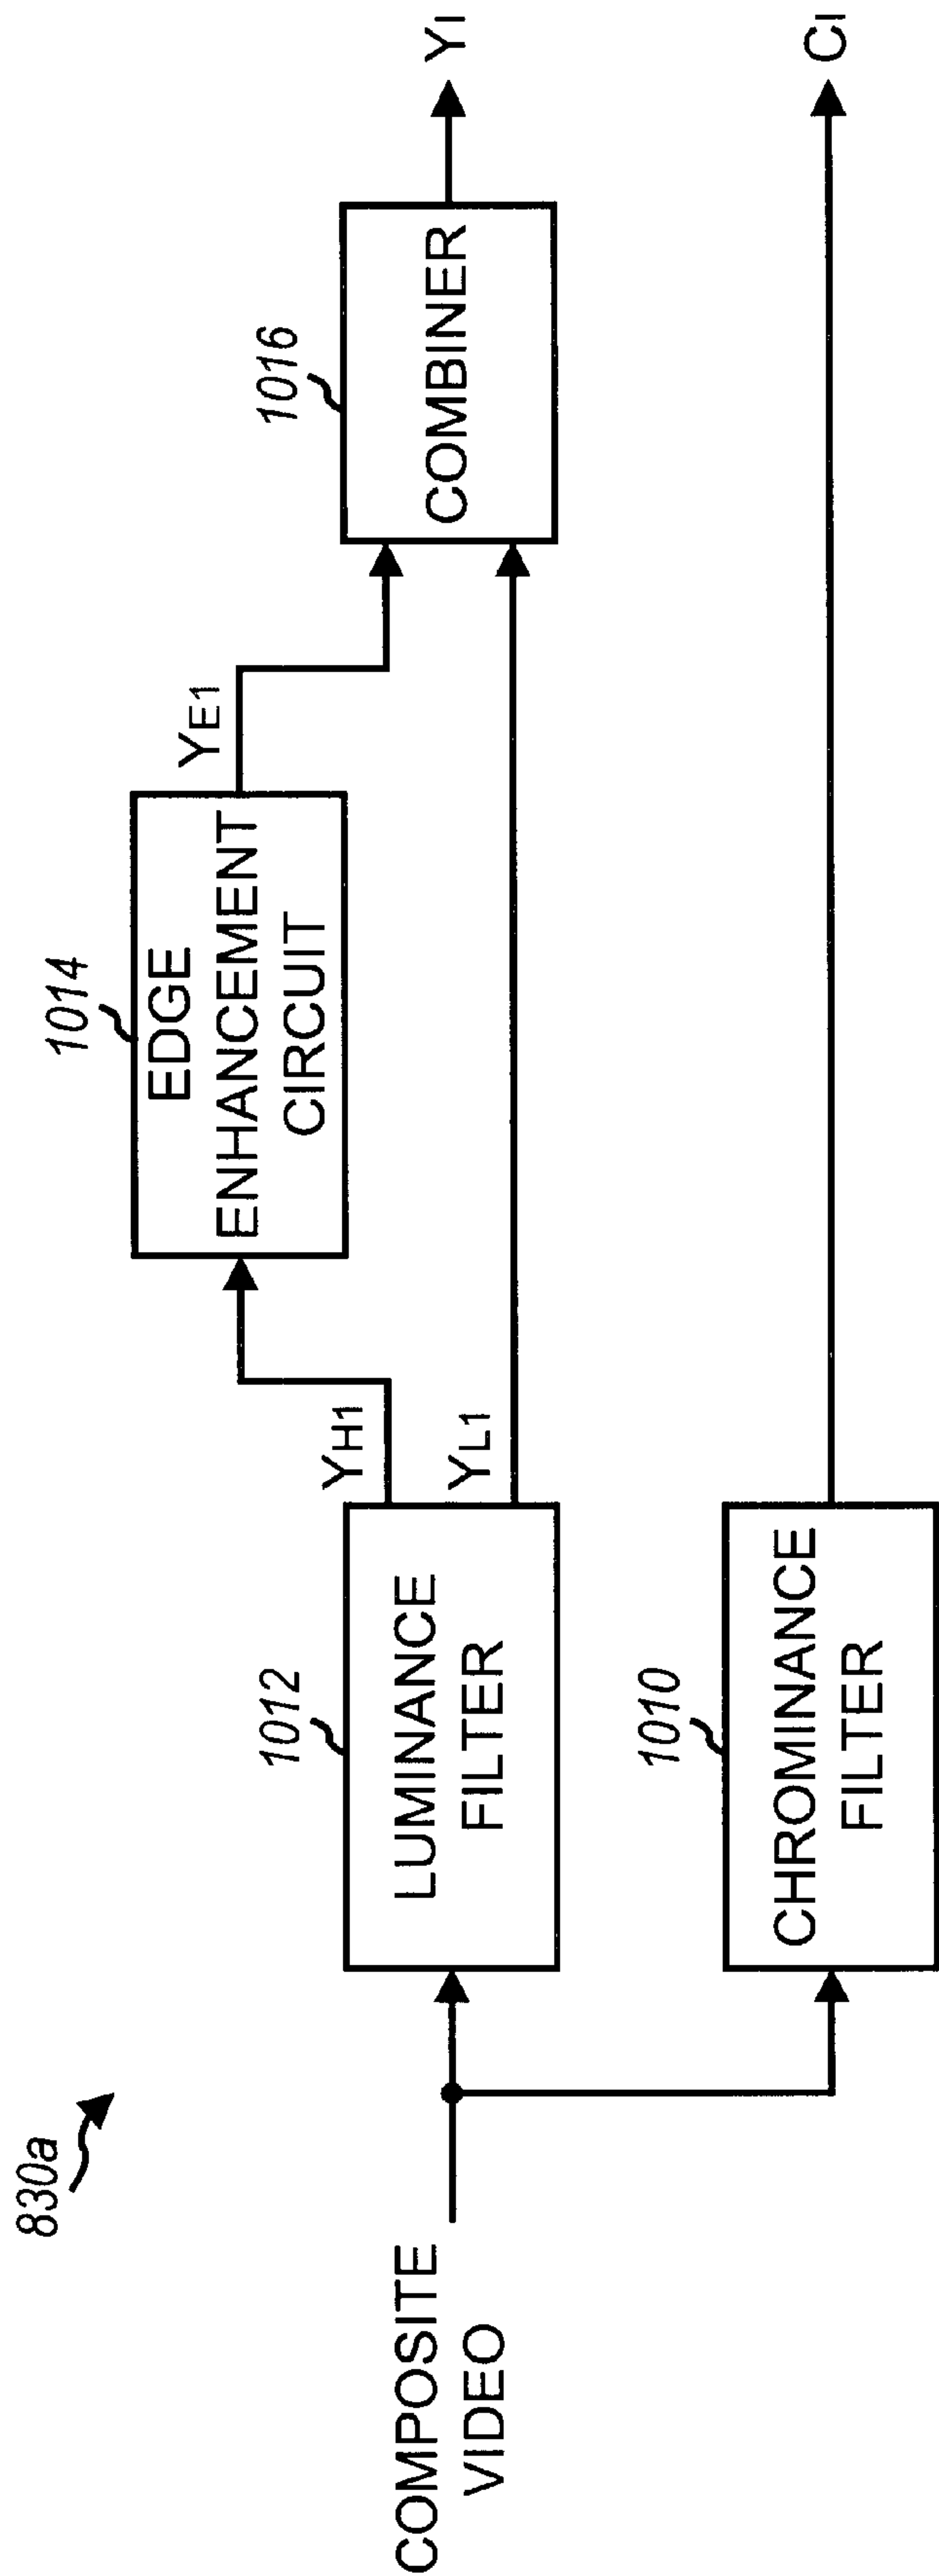 830a
COMPOSITE
VIDEO
1012
LUMINANCE
FILTER
YH1
YL1
1014
EDGE
ENHANCEMENT
CIRCUIT
YE1
1016
COMBINER
YI
1010
CHROMINANCE
FILTER
CI